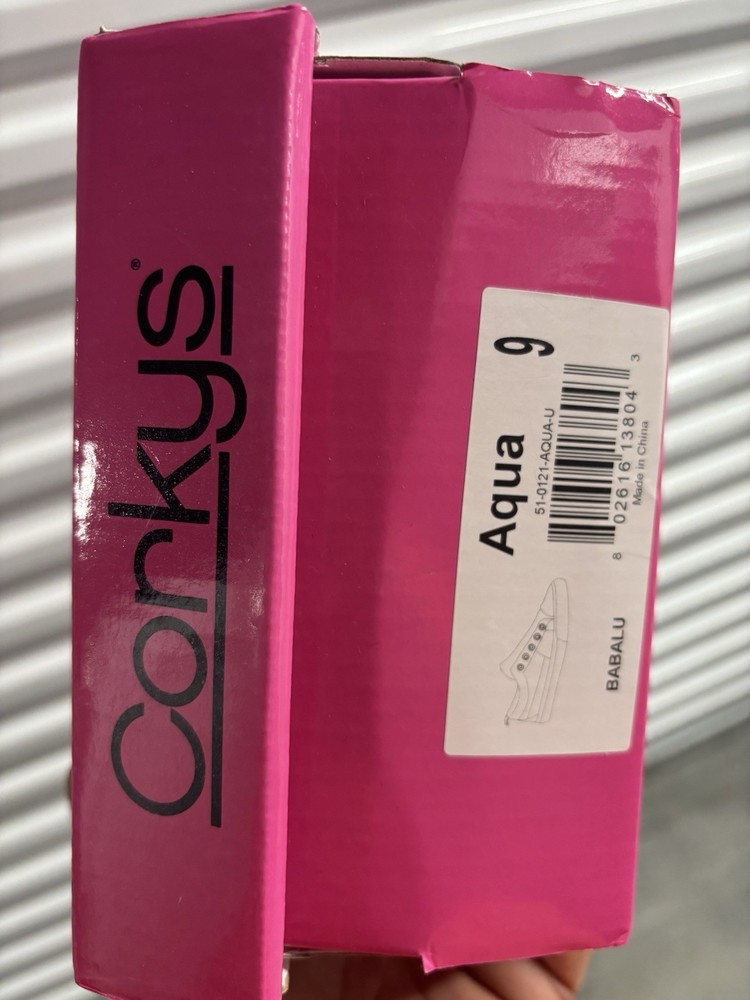 Corkys®
Aqua 9
51-0121-AQUA-U
8 02616 13804 3
Made in China
BABALU